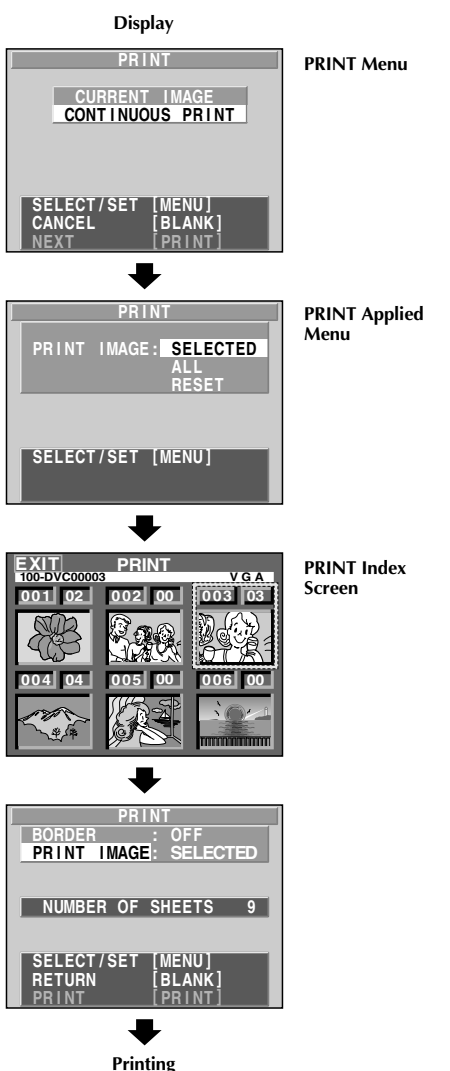 Display
PRINT
PRINT Menu
CURRENT IMAGE
CONTINUOUS PRINT
SELECT/SET [MENU]
CANCEL [BLANK]
NEXT [PRINT]
PRINT
PRINT Applied
Menu
PRINT IMAGE: SELECTED
ALL
RESET
SELECT/SET [MENU]
EXIT PRINT
100-DVC00003 VGA
PRINT Index
Screen
001 02 002 00 003 03
004 04 005 00 006 00
PRINT
BORDER : OFF
PRINT IMAGE: SELECTED
NUMBER OF SHEETS 9
SELECT/SET [MENU]
RETURN [BLANK]
PRINT [PRINT]
Printing